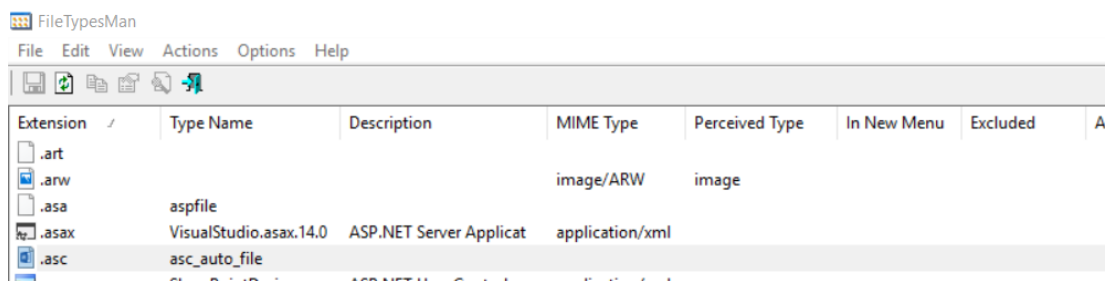 FileTypesMan
File Edit View Actions Options Help
Extension / Type Name Description MIME Type Perceived Type In New Menu Excluded A
.art
.arw image/ARW image
.asa aspfile
.asax VisualStudio.asax.14.0 ASP.NET Server Applicat application/xml
.asc asc_auto_file